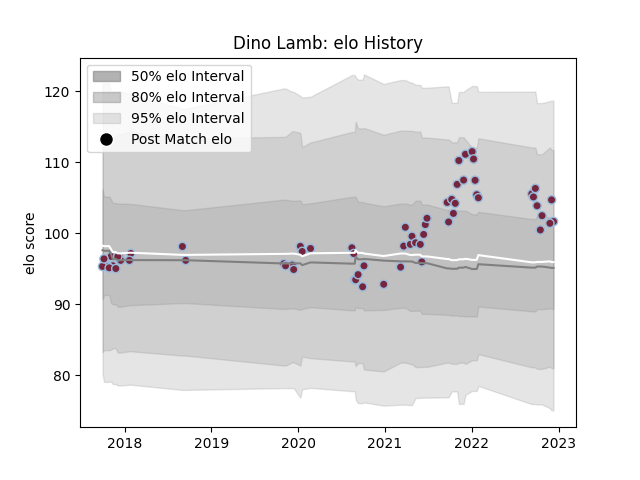 Dino Lamb: elo History
50% elo Interval
80% elo Interval
95% elo Interval
Post Match elo
elo score
120
110
100
90
80
2018 2019 2020 2021 2022 2023